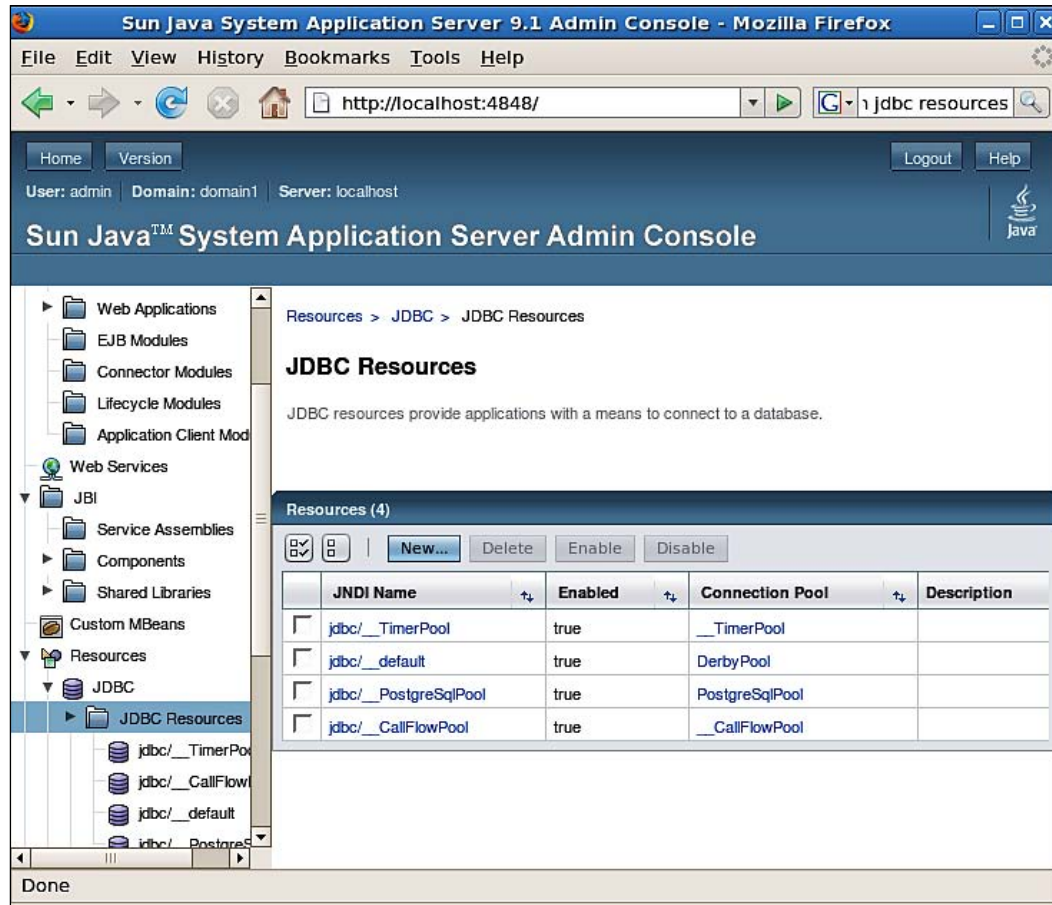 Sun Java System Application Server 9.1 Admin Console - Mozilla Firefox
File Edit View History Bookmarks Tools Help
http://localhost:4848/
G
jdbc resources
Home Version
Logout Help
User: admin Domain: domain1 Server: localhost
Sun Java™ System Application Server Admin Console
Java
Web Applications
EJB Modules
Connector Modules
Lifecycle Modules
Application Client Mod
Web Services
JBI
Service Assemblies
Components
Shared Libraries
Custom MBeans
Resources
JDBC
JDBC Resources
jdbc/__TimerPo
jdbc/__CallFlow
jdbc/__default
jdbc/__PostgreS
Resources > JDBC > JDBC Resources
JDBC Resources
JDBC resources provide applications with a means to connect to a database.
Resources (4)
New... Delete Enable Disable
JNDI Name Enabled Connection Pool Description
jdbc/__TimerPool true __TimerPool
jdbc/__default true DerbyPool
jdbc/__PostgreSqlPool true PostgreSqlPool
jdbc/__CallFlowPool true __CallFlowPool
Done